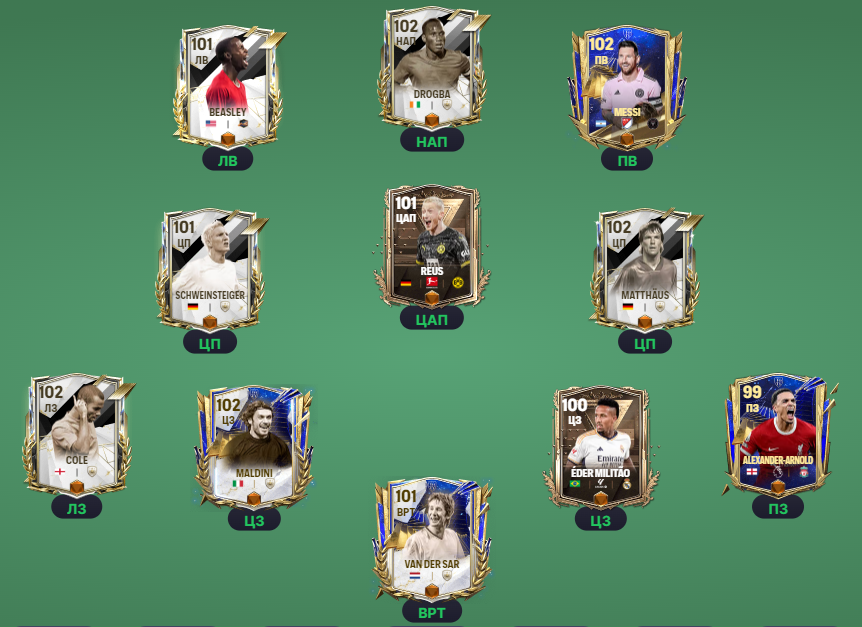 102
НАП
DROGBA
НАП
101
ЛВ
BEASLEY
ЛВ
102
ПВ
MESSI
ПВ
101
ЦАП
REUS
ЦАП
101
ЦП
SCHWEINSTEIGER
ЦП
102
ЦП
MATTHÄUS
ЦП
102
ЛЗ
COLE
ЛЗ
102
ЦЗ
MALDINI
ЦЗ
100
ЦЗ
ÉDER MILITÃO
ЦЗ
99
ПЗ
ALEXANDER-ARNOLD
ПЗ
101
ВРТ
VAN DER SAR
ВРТ